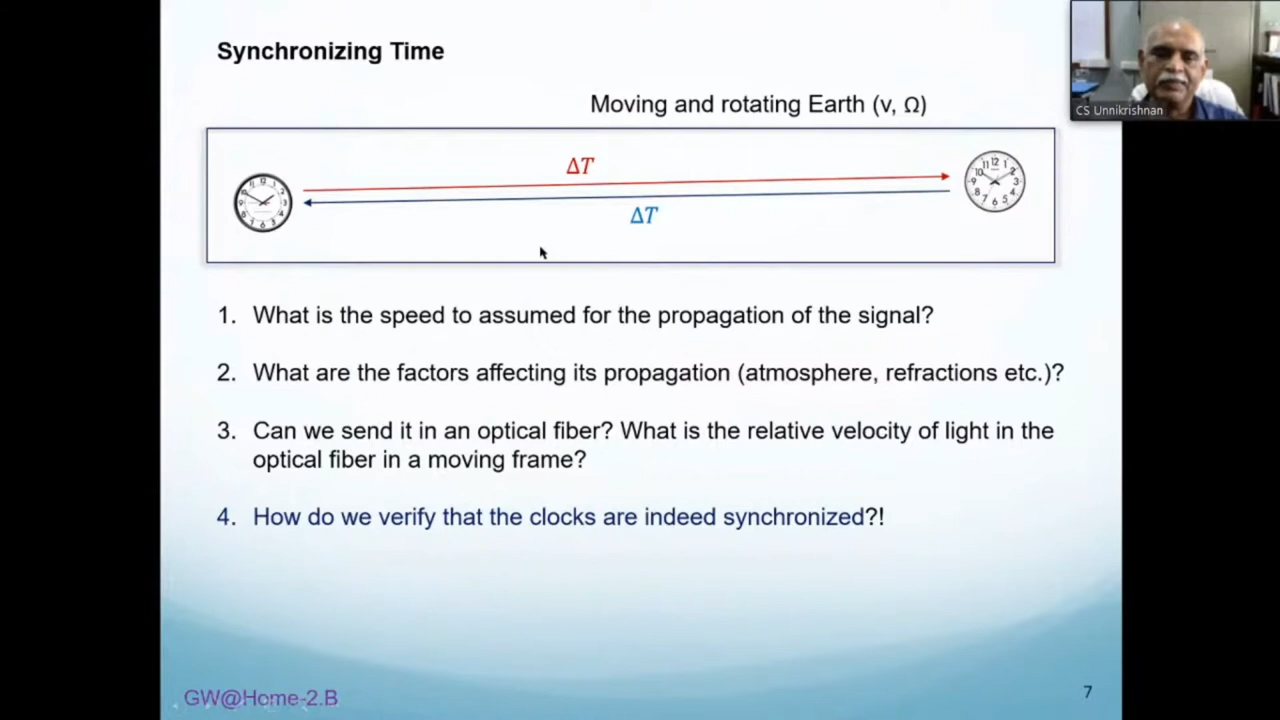 Synchronizing Time
Moving and rotating Earth (v, Ω)
CS Unnikrishnan
ΔT
ΔT
1. What is the speed to assumed for the propagation of the signal?
2. What are the factors affecting its propagation (atmosphere, refractions etc.)?
3. Can we send it in an optical fiber? What is the relative velocity of light in the
optical fiber in a moving frame?
4. How do we verify that the clocks are indeed synchronized?!
GW@Home-2.B
7